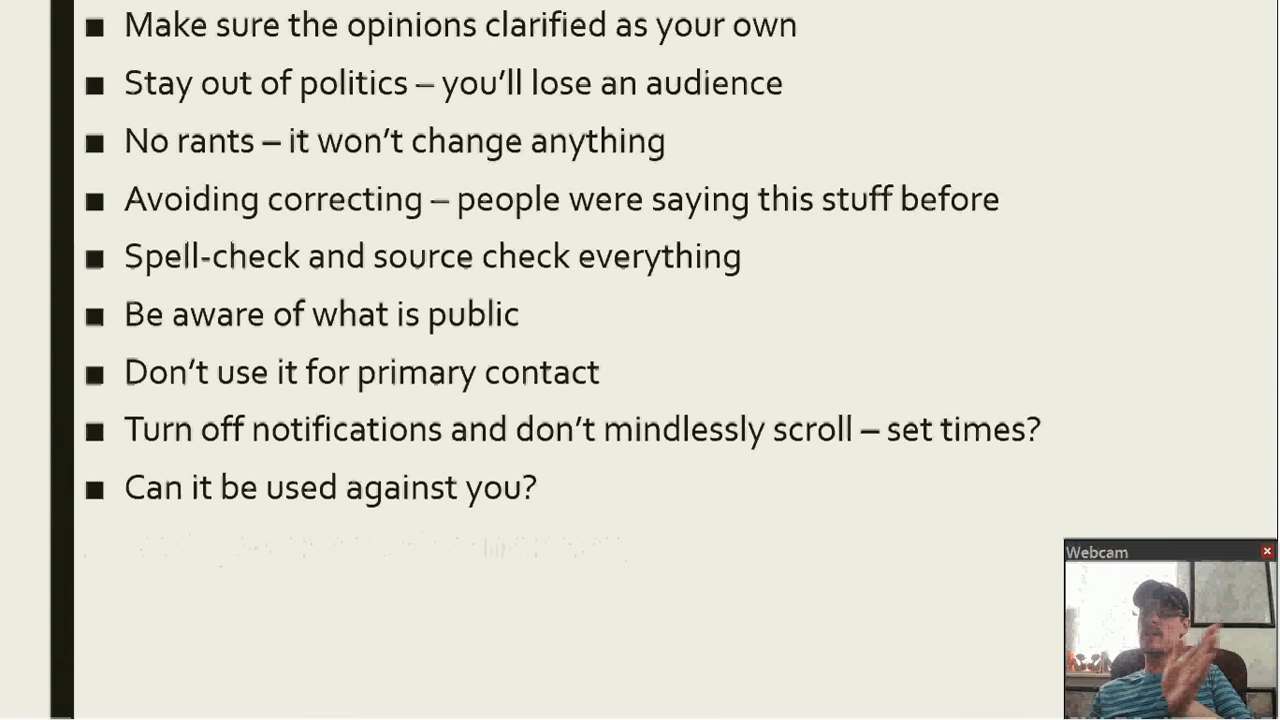 Make sure the opinions clarified as your own
Stay out of politics – you'll lose an audience
No rants – it won't change anything
Avoiding correcting – people were saying this stuff before
Spell-check and source check everything
Be aware of what is public
Don't use it for primary contact
Turn off notifications and don't mindlessly scroll – set times?
Can it be used against you?
Webcam